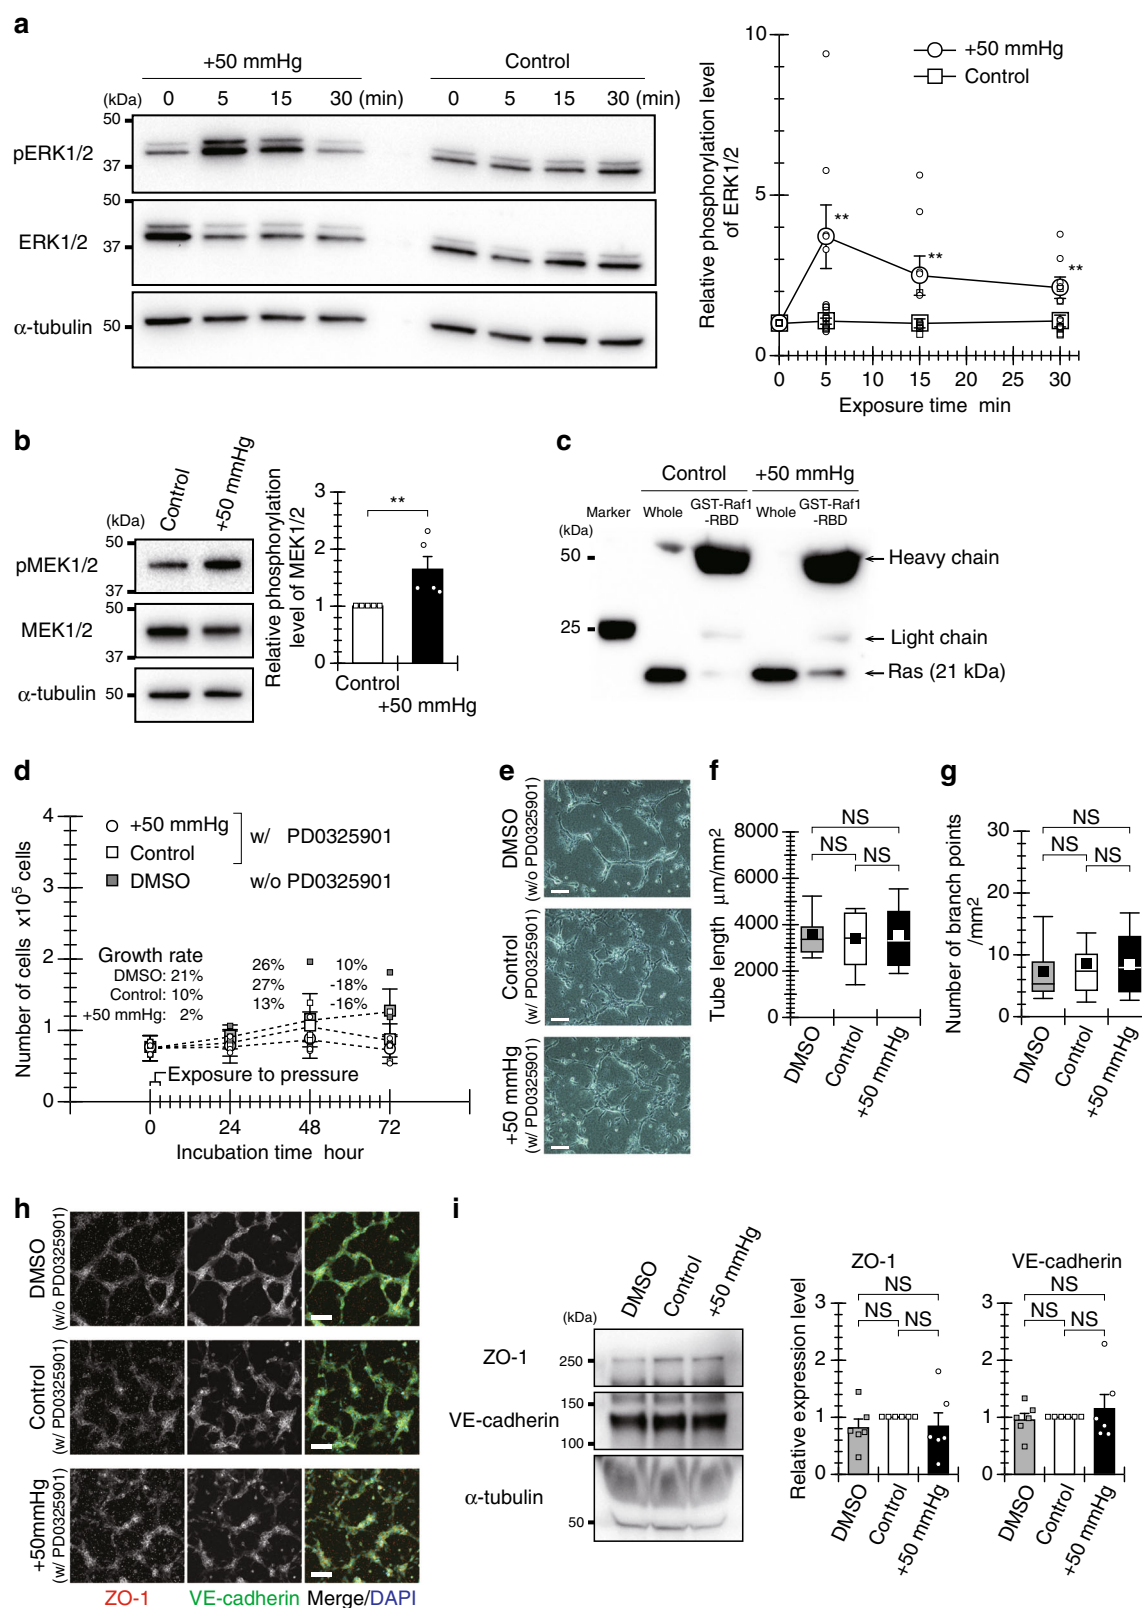 a
+50 mmHg
Control
(kDa)
0 5 15 30 (min)
0 5 15 30 (min)
50
pERK1/2
37
50
ERK1/2
37
α-tubulin
50
10
5
0
Relative phosphorylation level
of ERK1/2
+50 mmHg
Control
**
**
**
0 5 10 15 20 25 30
Exposure time min
b
Control
+50 mmHg
(kDa)
50
pMEK1/2
37
50
MEK1/2
37
α-tubulin
50
Relative phosphorylation
level of MEK1/2
3
2
1
0
**
Control
+50 mmHg
c
Control
+50 mmHg
(kDa)
Marker
Whole
GST-Raf1
-RBD
Whole
GST-Raf1
-RBD
50
25
Heavy chain
Light chain
Ras (21 kDa)
d
Number of cells x10⁵ cells
4
3
2
1
0
+50 mmHg
Control
w/ PD0325901
DMSO
w/o PD0325901
Growth rate
DMSO: 21% 26% 10%
Control: 10% 27% -18%
+50 mmHg: 2% 13% -16%
Exposure to pressure
0 24 48 72
Incubation time hour
e
DMSO
(w/o PD0325901)
Control
(w/ PD0325901)
+50 mmHg
(w/ PD0325901)
f
Tube length μm/mm²
8000
6000
4000
2000
0
NS
NS
NS
DMSO
Control
+50 mmHg
g
Number of branch points
/mm²
30
20
10
0
NS
NS
NS
DMSO
Control
+50 mmHg
h
DMSO
(w/o PD0325901)
Control
(w/ PD0325901)
+50mmHg
(w/ PD0325901)
ZO-1
VE-cadherin
Merge/DAPI
i
DMSO
Control
+50 mmHg
(kDa)
ZO-1
250
150
VE-cadherin
100
α-tubulin
50
Relative expression level
ZO-1
3
2
1
0
NS
NS
NS
DMSO
Control
+50 mmHg
VE-cadherin
3
2
1
0
NS
NS
NS
DMSO
Control
+50 mmHg